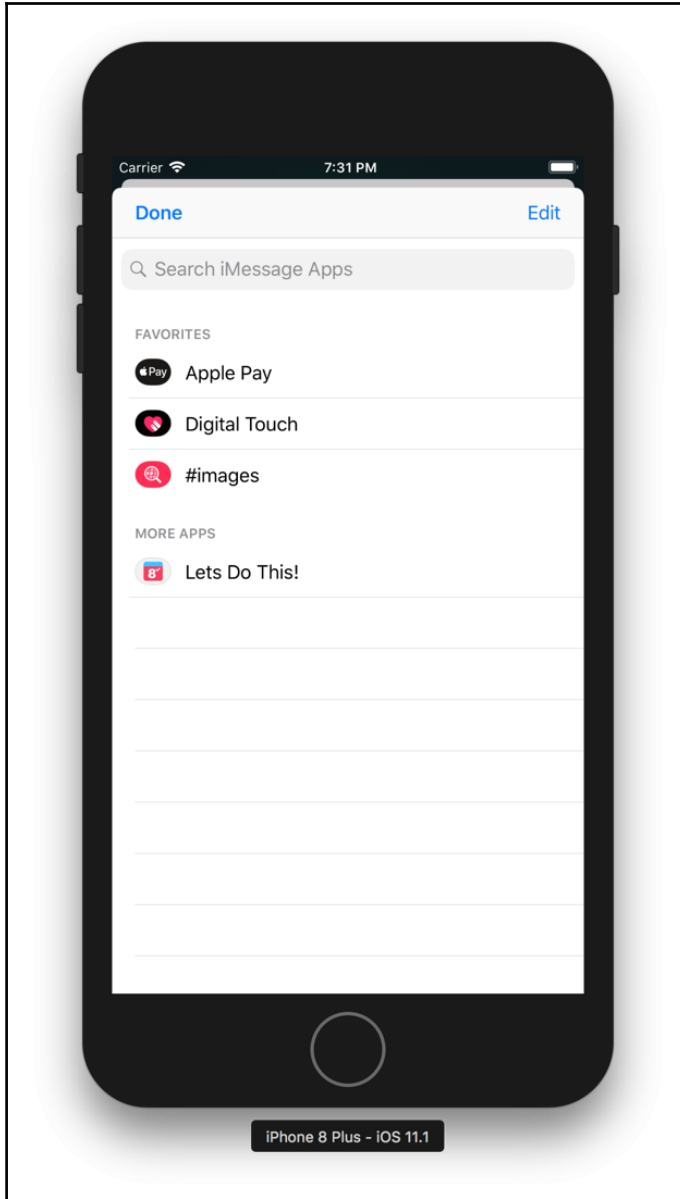 Carrier 7:31 PM
Done Edit
Search iMessage Apps
FAVORITES
Pay Apple Pay
Digital Touch
#images
MORE APPS
8 Lets Do This!
iPhone 8 Plus - iOS 11.1